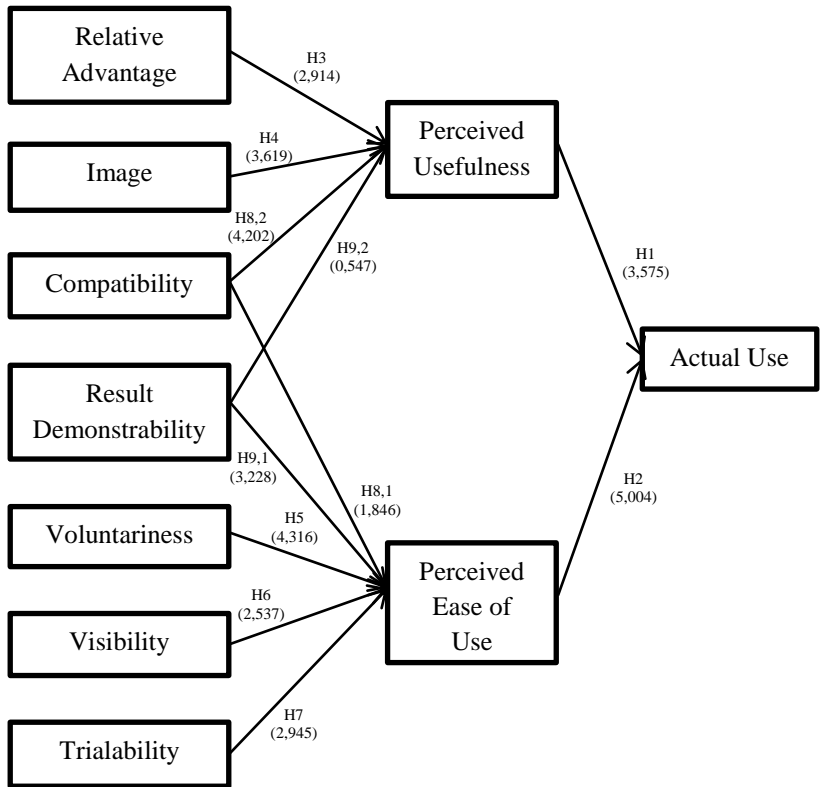 Relative
Advantage
H3
(2,914)
Perceived
Usefulness
H4
(3,619)
Image
H8,2
(4,202)
H9,2
(0,547)
H1
(3,575)
Compatibility
Actual Use
Result
Demonstrability
H9,1
(3,228)
H8,1
(1,846)
H2
(5,004)
Voluntariness
H5
(4,316)
Perceived
Ease of
Use
H6
(2,537)
Visibility
H7
(2,945)
Trialability